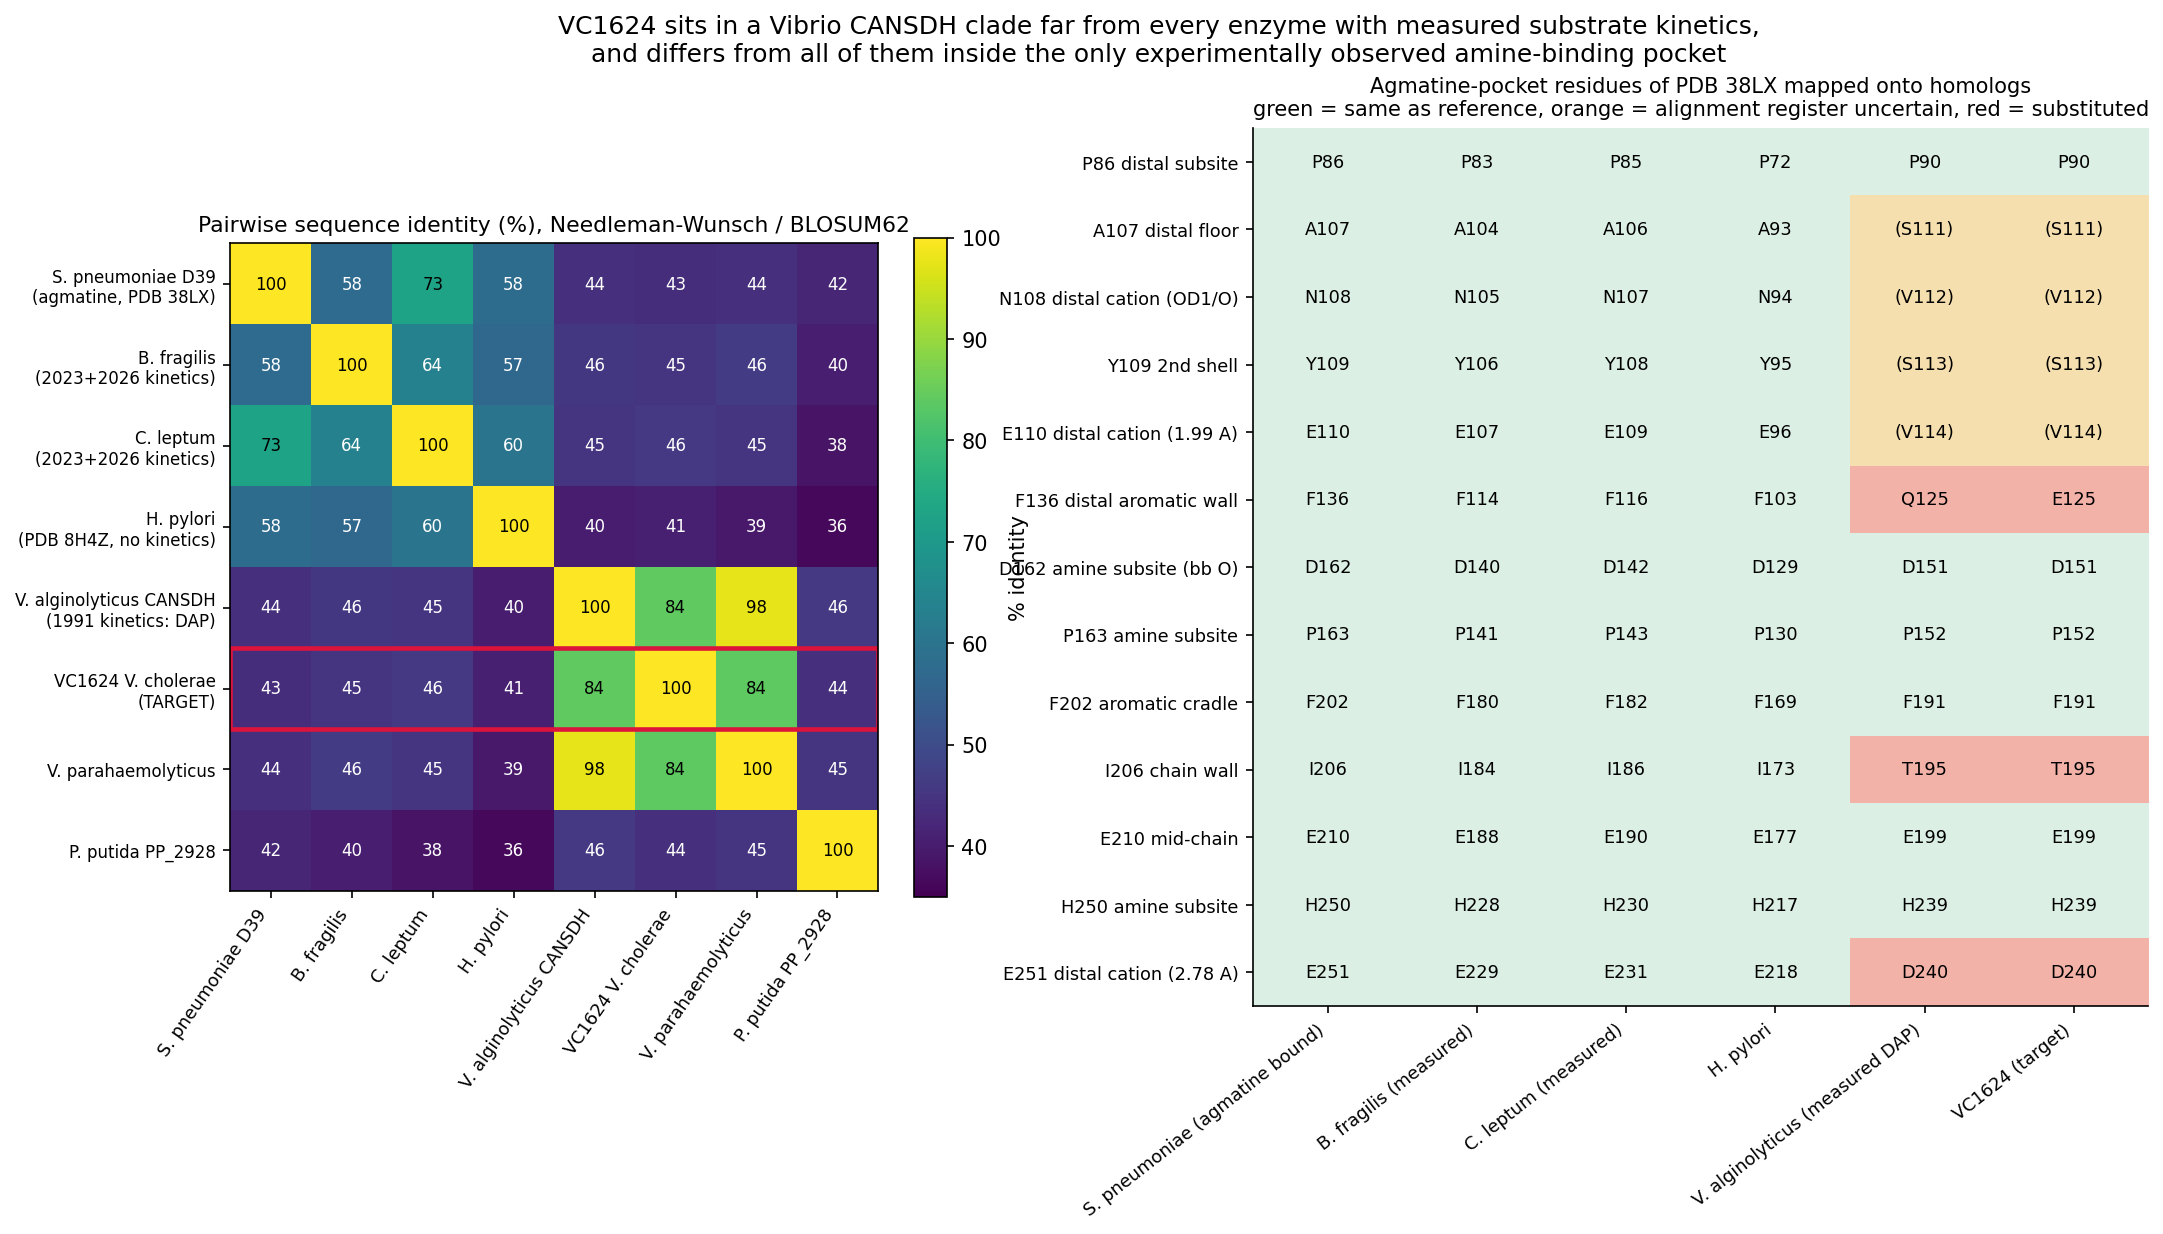 VC1624 sits in a Vibrio CANSDH clade far from every enzyme with measured substrate kinetics,
and differs from all of them inside the only experimentally observed amine-binding pocket
Pairwise sequence identity (%), Needleman-Wunsch / BLOSUM62
S. pneumoniae D39
(agmatine, PDB 38LX)
100 58 73 58 44 43 44 42
B. fragilis
(2023+2026 kinetics)
58 100 64 57 46 45 46 40
C. leptum
(2023+2026 kinetics)
73 64 100 60 45 46 45 38
H. pylori
(PDB 8H4Z, no kinetics)
58 57 60 100 40 41 39 36
V. alginolyticus CANSDH
(1991 kinetics: DAP)
44 46 45 40 100 84 98 46
VC1624 V. cholerae
(TARGET)
43 45 46 41 84 100 84 44
V. parahaemolyticus
44 46 45 39 98 84 100 45
P. putida PP_2928
42 40 38 36 46 44 45 100
S. pneumoniae D39
B. fragilis
C. leptum
H. pylori
V. alginolyticus CANSDH
VC1624 V. cholerae
V. parahaemolyticus
P. putida PP_2928
100
90
80
70
60
50
40
% identity
Agmatine-pocket residues of PDB 38LX mapped onto homologs
green = same as reference, orange = alignment register uncertain, red = substituted
P86 distal subsite P86 P83 P85 P72 P90 P90
A107 distal floor A107 A104 A106 A93 (S111) (S111)
N108 distal cation (OD1/O) N108 N105 N107 N94 (V112) (V112)
Y109 2nd shell Y109 Y106 Y108 Y95 (S113) (S113)
E110 distal cation (1.99 A) E110 E107 E109 E96 (V114) (V114)
F136 distal aromatic wall F136 F114 F116 F103 Q125 E125
D162 amine subsite (bb O) D162 D140 D142 D129 D151 D151
P163 amine subsite P163 P141 P143 P130 P152 P152
F202 aromatic cradle F202 F180 F182 F169 F191 F191
I206 chain wall I206 I184 I186 I173 T195 T195
E210 mid-chain E210 E188 E190 E177 E199 E199
H250 amine subsite H250 H228 H230 H217 H239 H239
E251 distal cation (2.78 A) E251 E229 E231 E218 D240 D240
S. pneumoniae (agmatine bound)
B. fragilis (measured)
C. leptum (measured)
H. pylori
V. alginolyticus (measured DAP)
VC1624 (target)